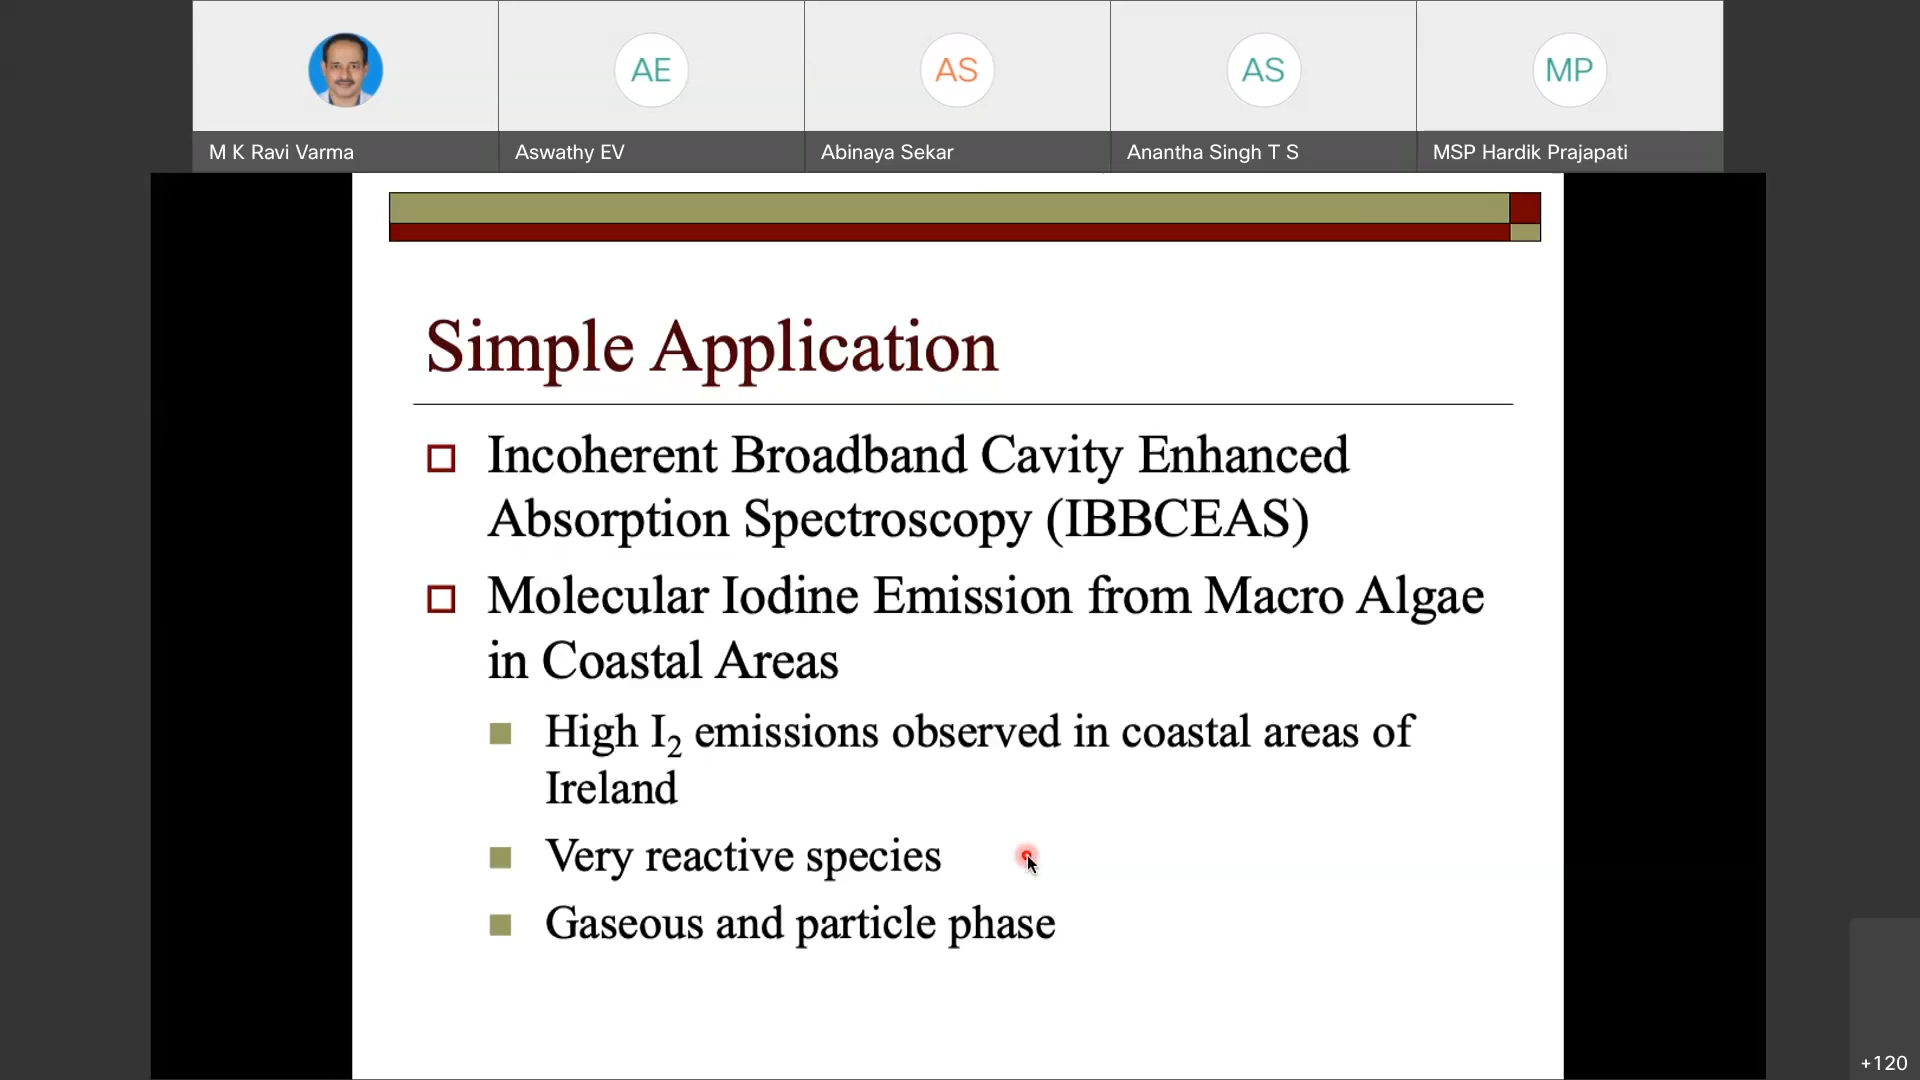 AE
AS
AS
MP
M K Ravi Varma
Aswathy EV
Abinaya Sekar
Anantha Singh T S
MSP Hardik Prajapati
Simple Application
Incoherent Broadband Cavity Enhanced
Absorption Spectroscopy (IBBCEAS)
Molecular Iodine Emission from Macro Algae
in Coastal Areas
High I₂ emissions observed in coastal areas of
Ireland
Very reactive species
Gaseous and particle phase
+120